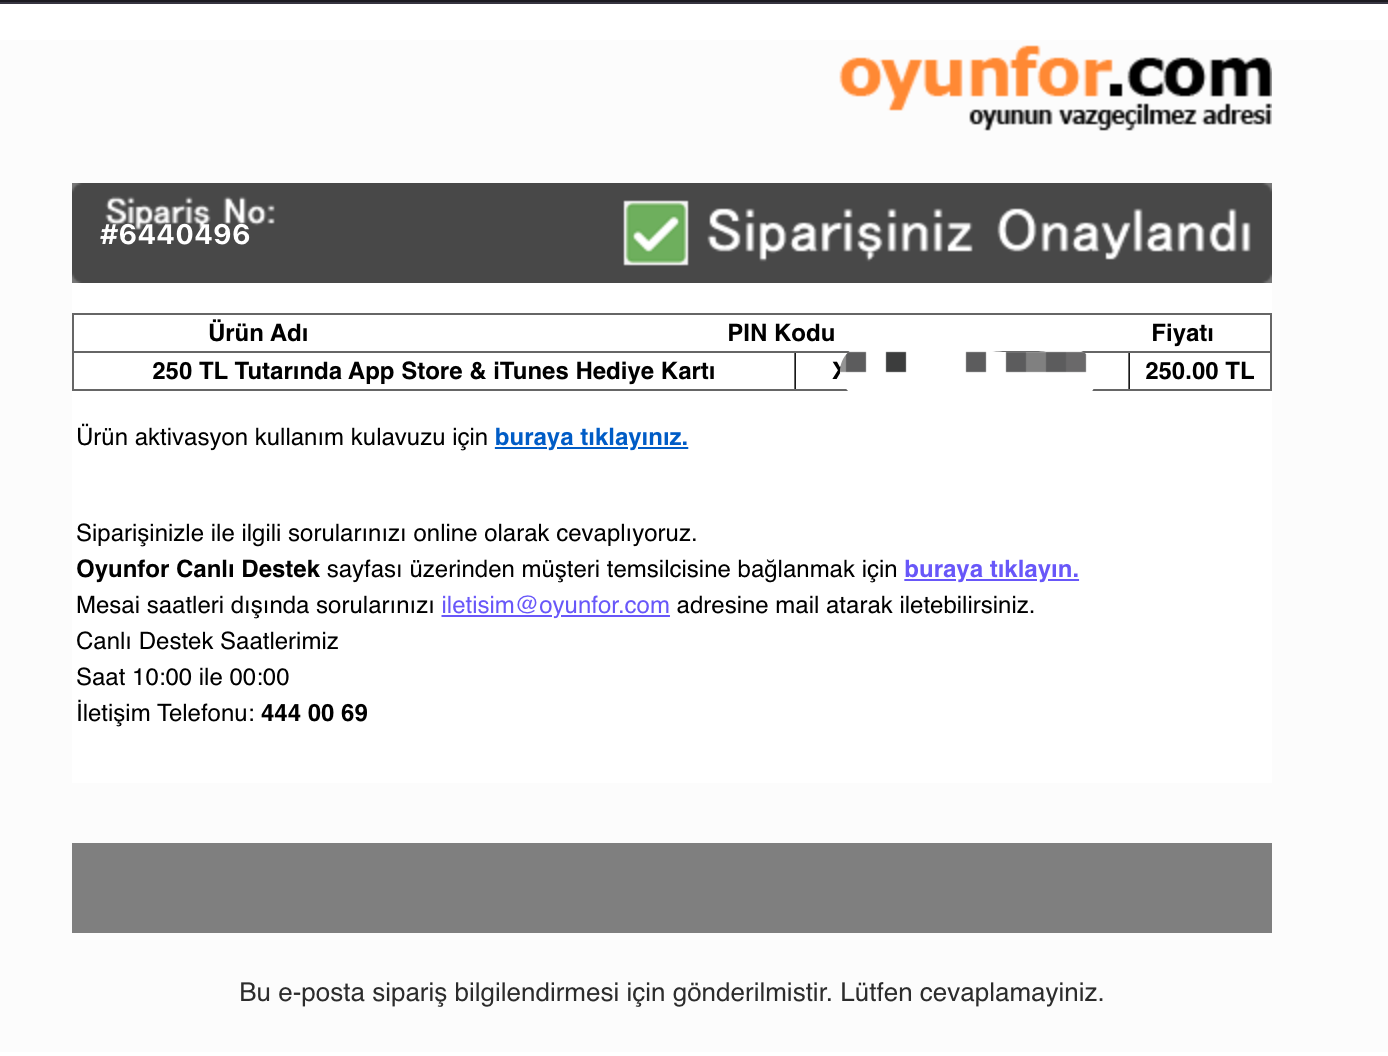 oyunfor.com
oyunun vazgeçilmez adresi
Sipariş No:
#6440496
Siparişiniz Onaylandı
Ürün Adı PIN Kodu Fiyatı
250 TL Tutarında App Store & iTunes Hediye Kartı 250.00 TL
Ürün aktivasyon kullanım kulavuzu için buraya tıklayınız.
Siparişinizle ile ilgili sorularınızı online olarak cevaplıyoruz.
Oyunfor Canlı Destek sayfası üzerinden müşteri temsilcisine bağlanmak için buraya tıklayın.
Mesai saatleri dışında sorularınızı iletisim@oyunfor.com adresine mail atarak iletebilirsiniz.
Canlı Destek Saatlerimiz
Saat 10:00 ile 00:00
İletişim Telefonu: 444 00 69
Bu e-posta sipariş bilgilendirmesi için gönderilmistir. Lütfen cevaplamayiniz.